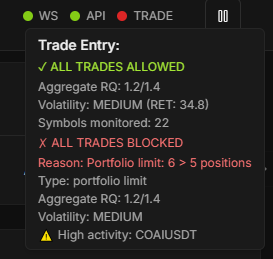 WS API TRADE
Trade Entry:
✓ ALL TRADES ALLOWED
Aggregate RQ: 1.2/1.4
Volatility: MEDIUM (RET: 34.8)
Symbols monitored: 22
✗ ALL TRADES BLOCKED
Reason: Portfolio limit: 6 > 5 positions
Type: portfolio limit
Aggregate RQ: 1.2/1.4
Volatility: MEDIUM
⚠️ High activity: COAIUSDT